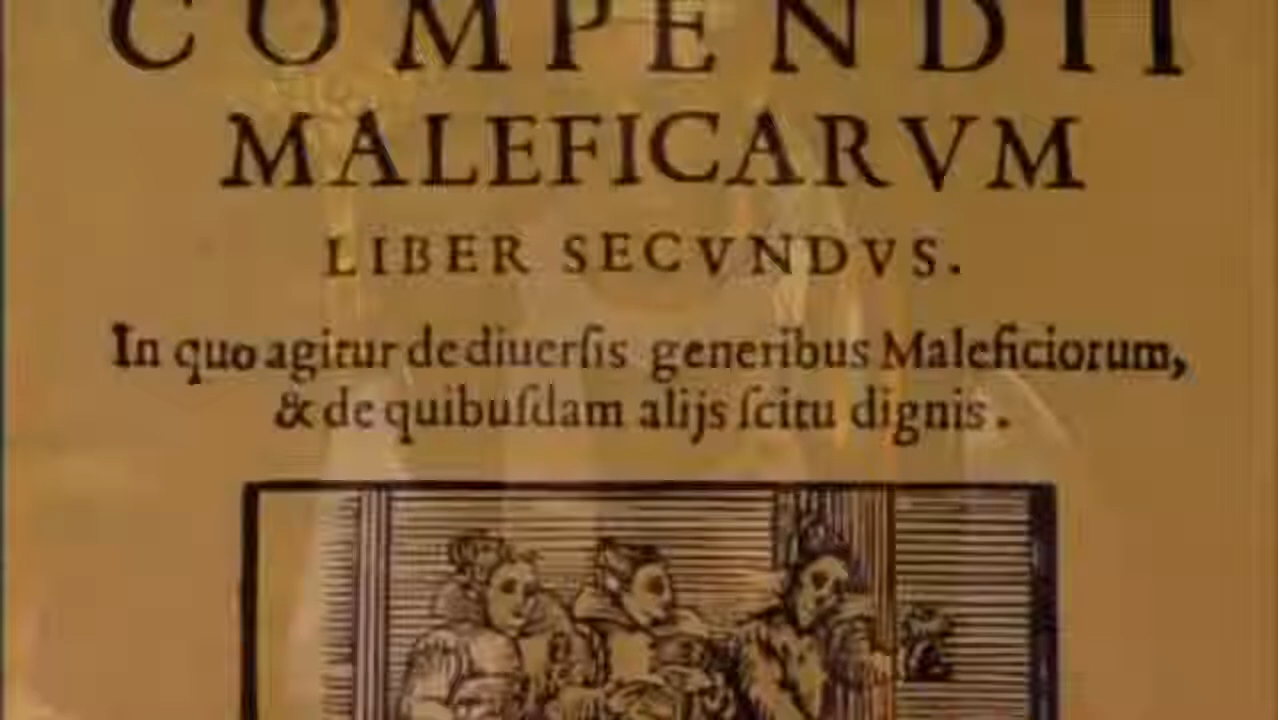 COMPENDII
MALEFICARVM
LIBER SECVNDVS.
In quo agitur de diuerſis generibus Maleficiorum,
& de quibuſdam alijs ſcitu dignis.